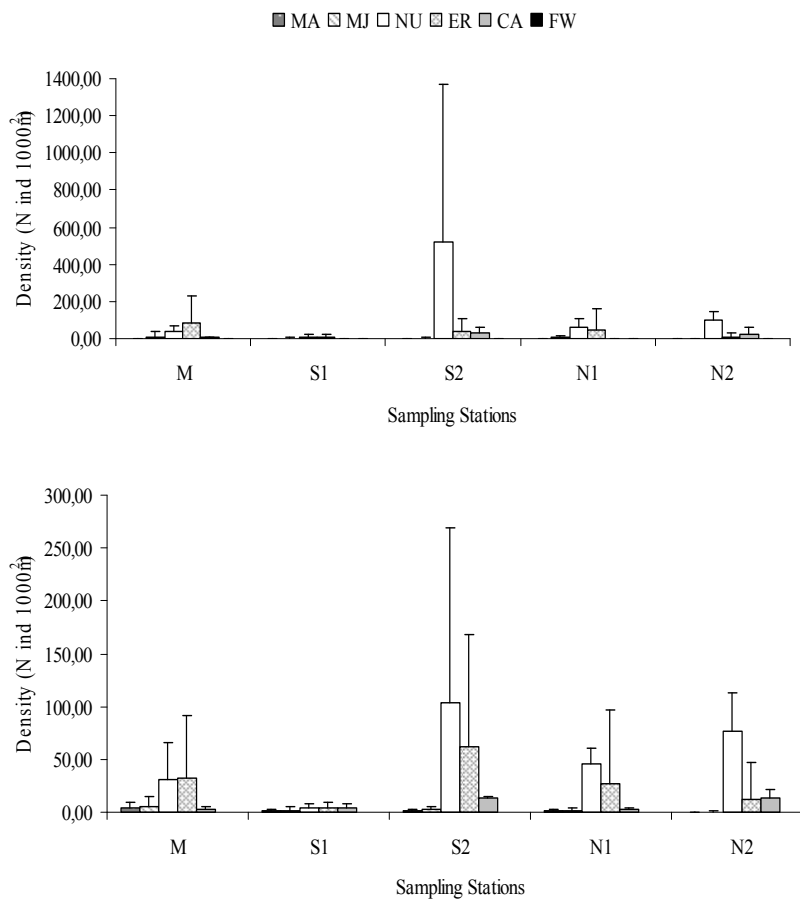 MA MJ NU ER CA FW
1400,00
1200,00
1000,00
800,00
600,00
400,00
200,00
0,00
Density (N ind 1000m²)
M S1 S2 N1 N2
Sampling Stations
300,00
250,00
200,00
150,00
100,00
50,00
0,00
Density (N ind 1000m²)
M S1 S2 N1 N2
Sampling Stations